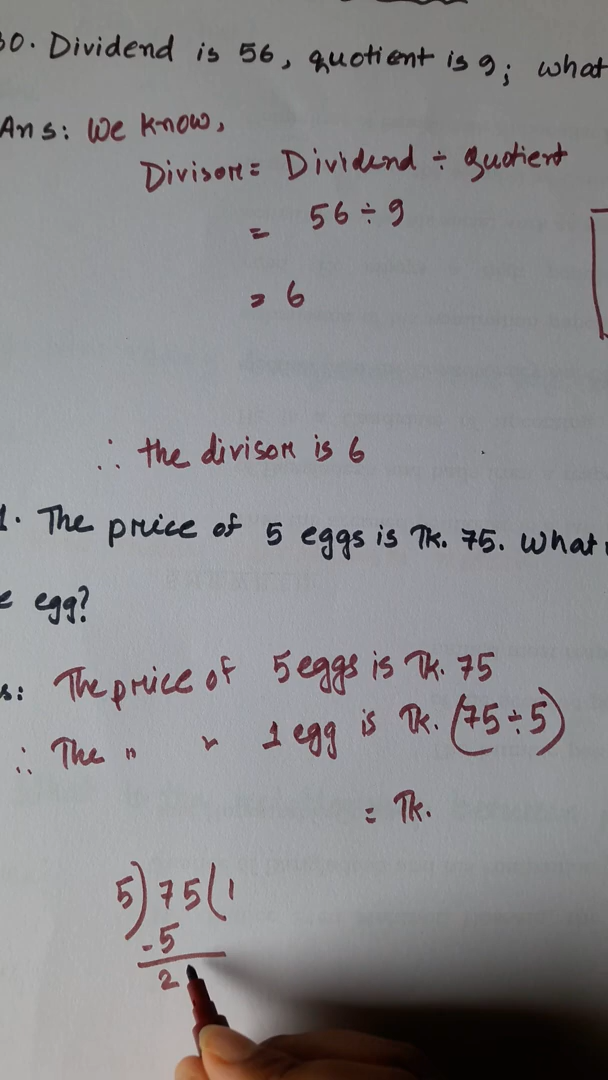 30. Dividend is 56, quotient is 9; what
Ans: We know,
Divisor = Dividend ÷ quotient
= 56 ÷ 9
= 6
∴ the divisor is 6
1. The price of 5 eggs is Tk. 75. What
egg?
s: The price of 5 eggs is Tk. 75
∴ The " " 1 egg is Tk. (75÷5)
= Tk.
5)75(1
-5
2